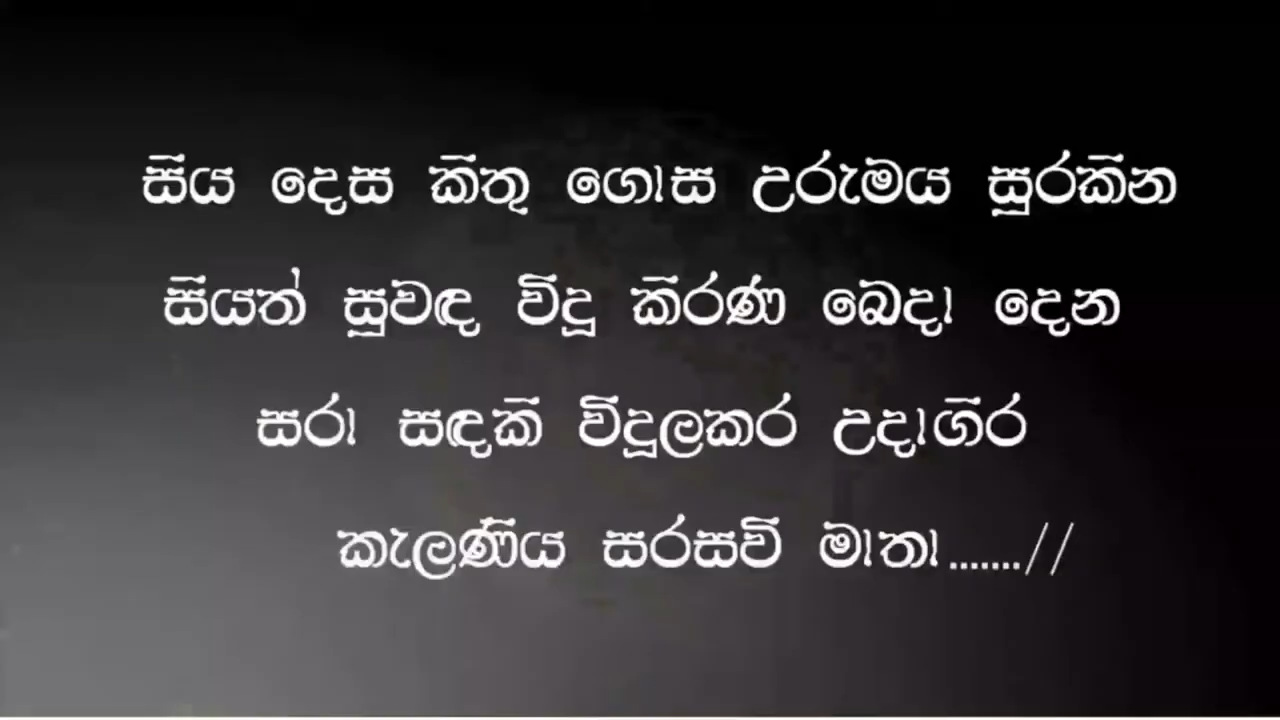 සිය දෙස කිතු ගොස උරුමය සුරකින
සියත් සුවඳ විදූ කිරණ බෙදා දෙන
සරා සඳකි විදූලකර උදාගිර
කැලණිය සරසවි මාතා.......//